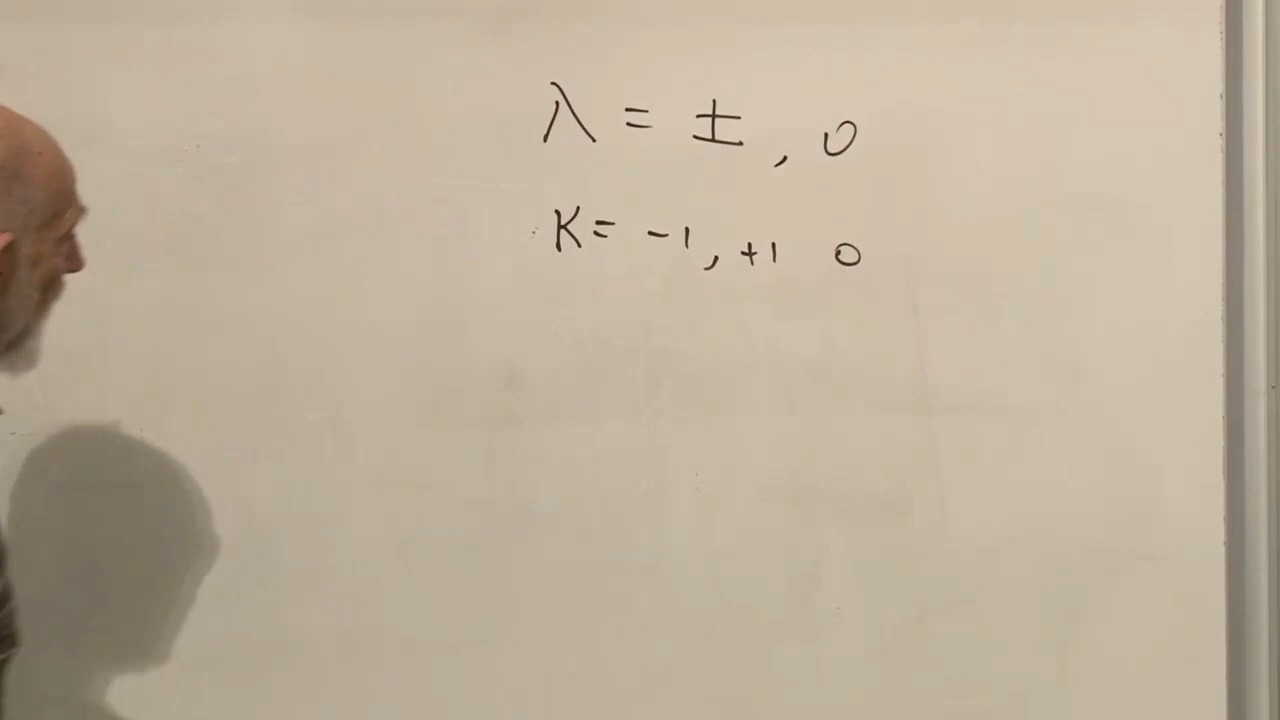 λ = ±, 0
K = -1, +1 0